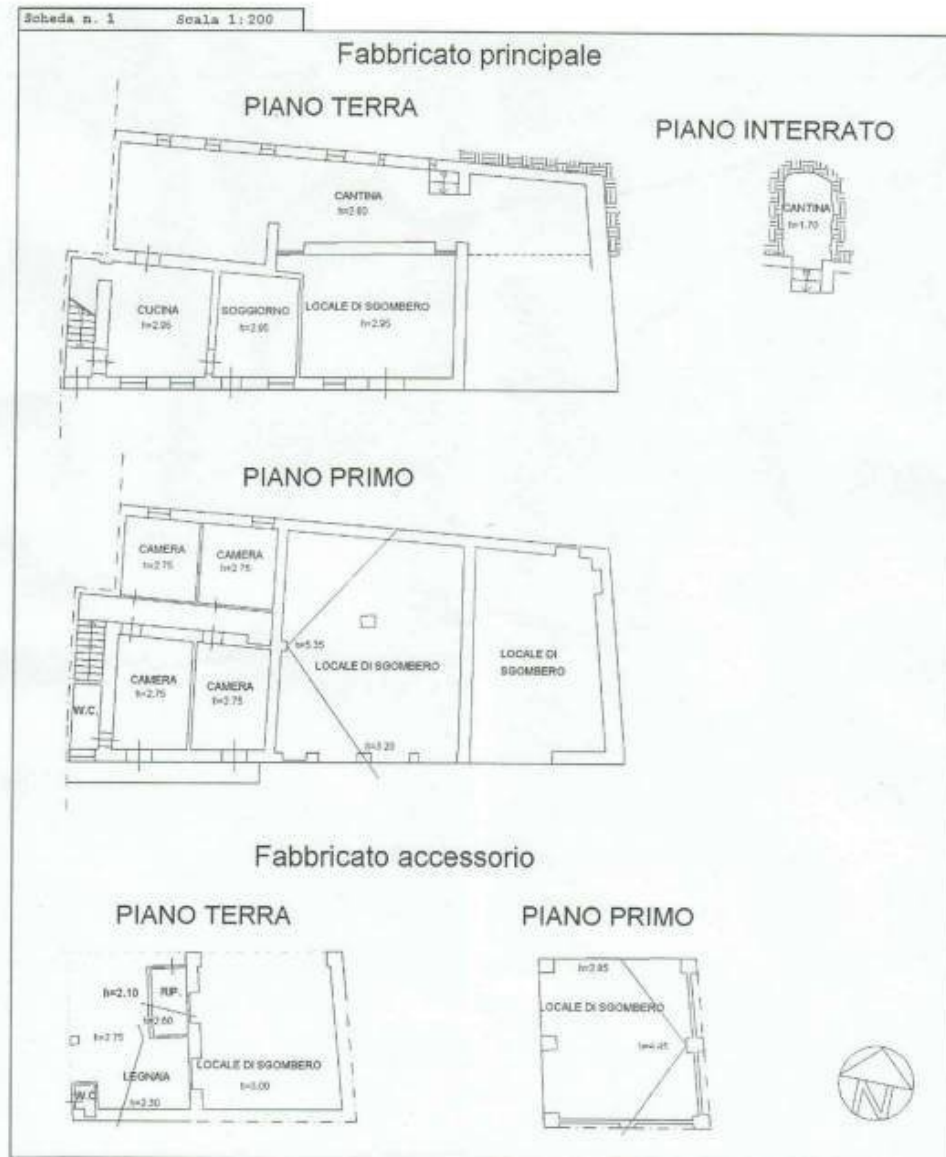 Scheda n. 1 Scala 1:200
Fabbricato principale
PIANO TERRA
PIANO INTERRATO
CANTINA
h=2.60
CANTINA
h=1.70
CUCINA
h=2.95
SOGGIORNO
h=2.95
LOCALE DI SGOMBERO
h=2.95
PIANO PRIMO
CAMERA
h=2.75
CAMERA
h=2.75
h=5.35
LOCALE DI SGOMBERO
LOCALE DI
SGOMBERO
CAMERA
h=2.75
CAMERA
h=2.75
W.C.
h=3.20
Fabbricato accessorio
PIANO TERRA
PIANO PRIMO
h=2.10
RIP.
h=2.60
h=2.75
LEGNAIA
LOCALE DI SGOMBERO
h=3.00
W.C
h=2.30
h=2.85
LOCALE DI SGOMBERO
h=4.45
N